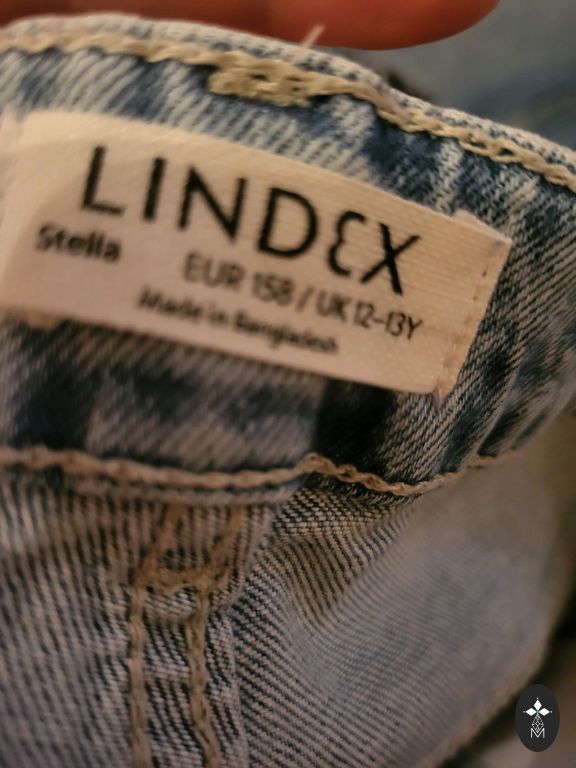 LINDEX
Stella
EUR 158 / UK 12-13Y
Made in Bangladesh
M